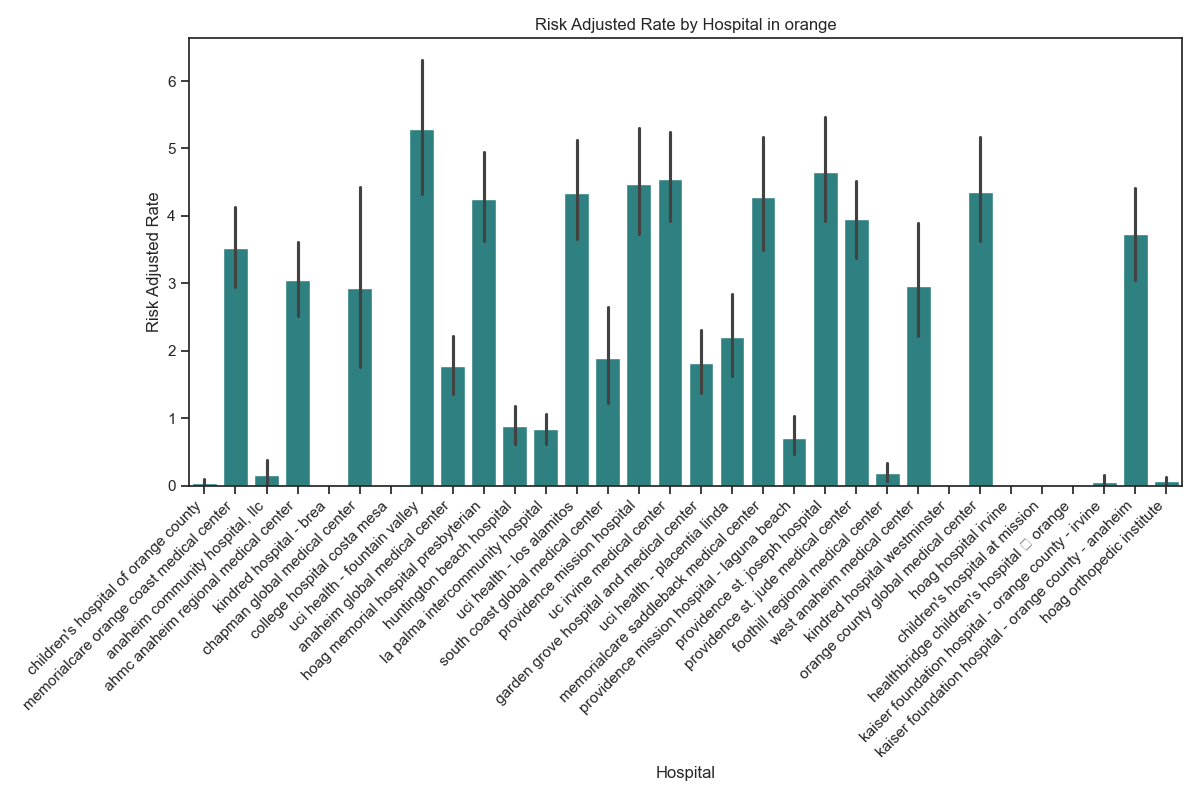 Risk Adjusted Rate by Hospital in orange
Risk Adjusted Rate
6
5
4
3
2
1
0
children's hospital of orange county
memorialcare orange coast medical center
anaheim community hospital, llc
ahmc anaheim regional medical center
kindred hospital - brea
chapman global medical center
college hospital costa mesa
uci health - fountain valley
anaheim global medical center
hoag memorial hospital presbyterian
huntington beach hospital
la palma intercommunity hospital
uci health - los alamitos
south coast global medical center
providence mission hospital
uc irvine medical center
garden grove hospital and medical center
uci health - placentia linda
memorialcare saddleback medical center
providence mission hospital - laguna beach
providence st. joseph hospital
providence st. jude medical center
foothill regional medical center
west anaheim medical center
kindred hospital westminster
orange county global medical center
hoag hospital irvine
children's hospital at mission
healthbridge children's hospital □ orange
kaiser foundation hospital - orange county - irvine
kaiser foundation hospital - orange county - anaheim
hoag orthopedic institute
Hospital